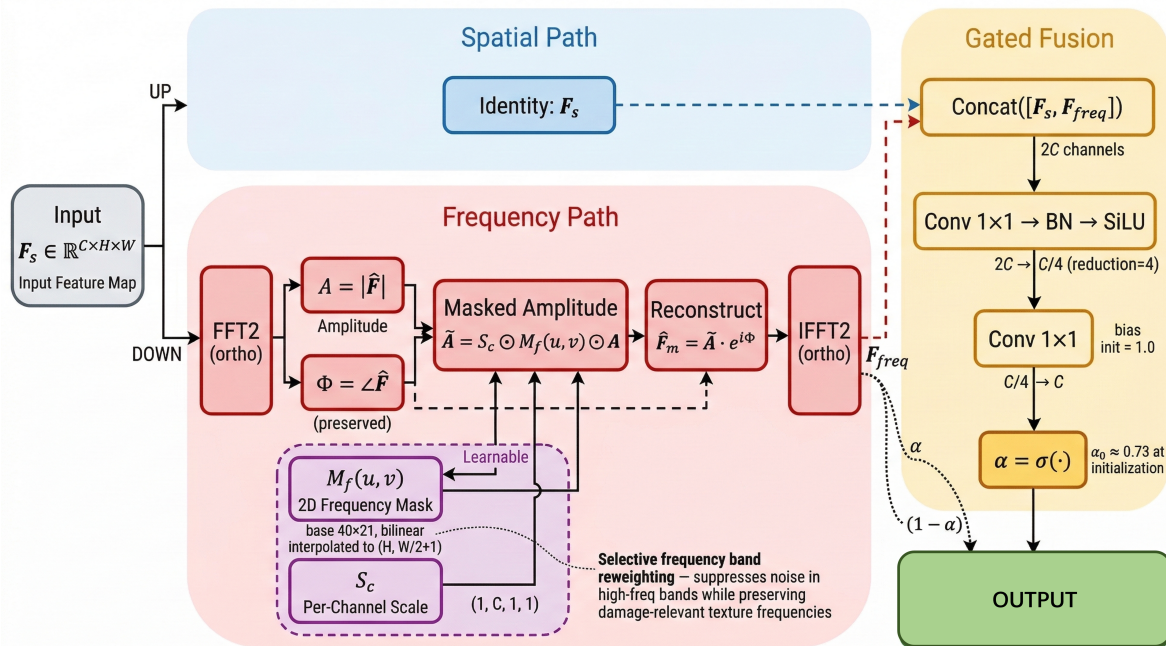 Spatial Path
Gated Fusion
UP
Identity: 𝑭ₛ
Concat([𝑭ₛ, 𝑭_freq])
2C channels
Input
𝑭ₛ ∈ ℝ^{C×H×W}
Input Feature Map
Frequency Path
Conv 1×1 → BN → SiLU
2C → C/4 (reduction=4)
DOWN
FFT2
(ortho)
A = |F̂|
Amplitude
Φ = ∠F̂
(preserved)
Masked Amplitude
Ã = S_c ⊙ M_f(u, v) ⊙ A
Reconstruct
F̂_m = Ã · e^{iΦ}
IFFT2
(ortho)
F_freq
Conv 1×1
bias
init = 1.0
C/4 → C
α = σ(·)
α₀ ≈ 0.73 at
initialization
α
(1 − α)
Learnable
M_f(u, v)
2D Frequency Mask
base 40×21, bilinear
interpolated to (H, W/2+1)
S_c
Per-Channel Scale
(1, C, 1, 1)
Selective frequency band
reweighting — suppresses noise in
high-freq bands while preserving
damage-relevant texture frequencies
OUTPUT